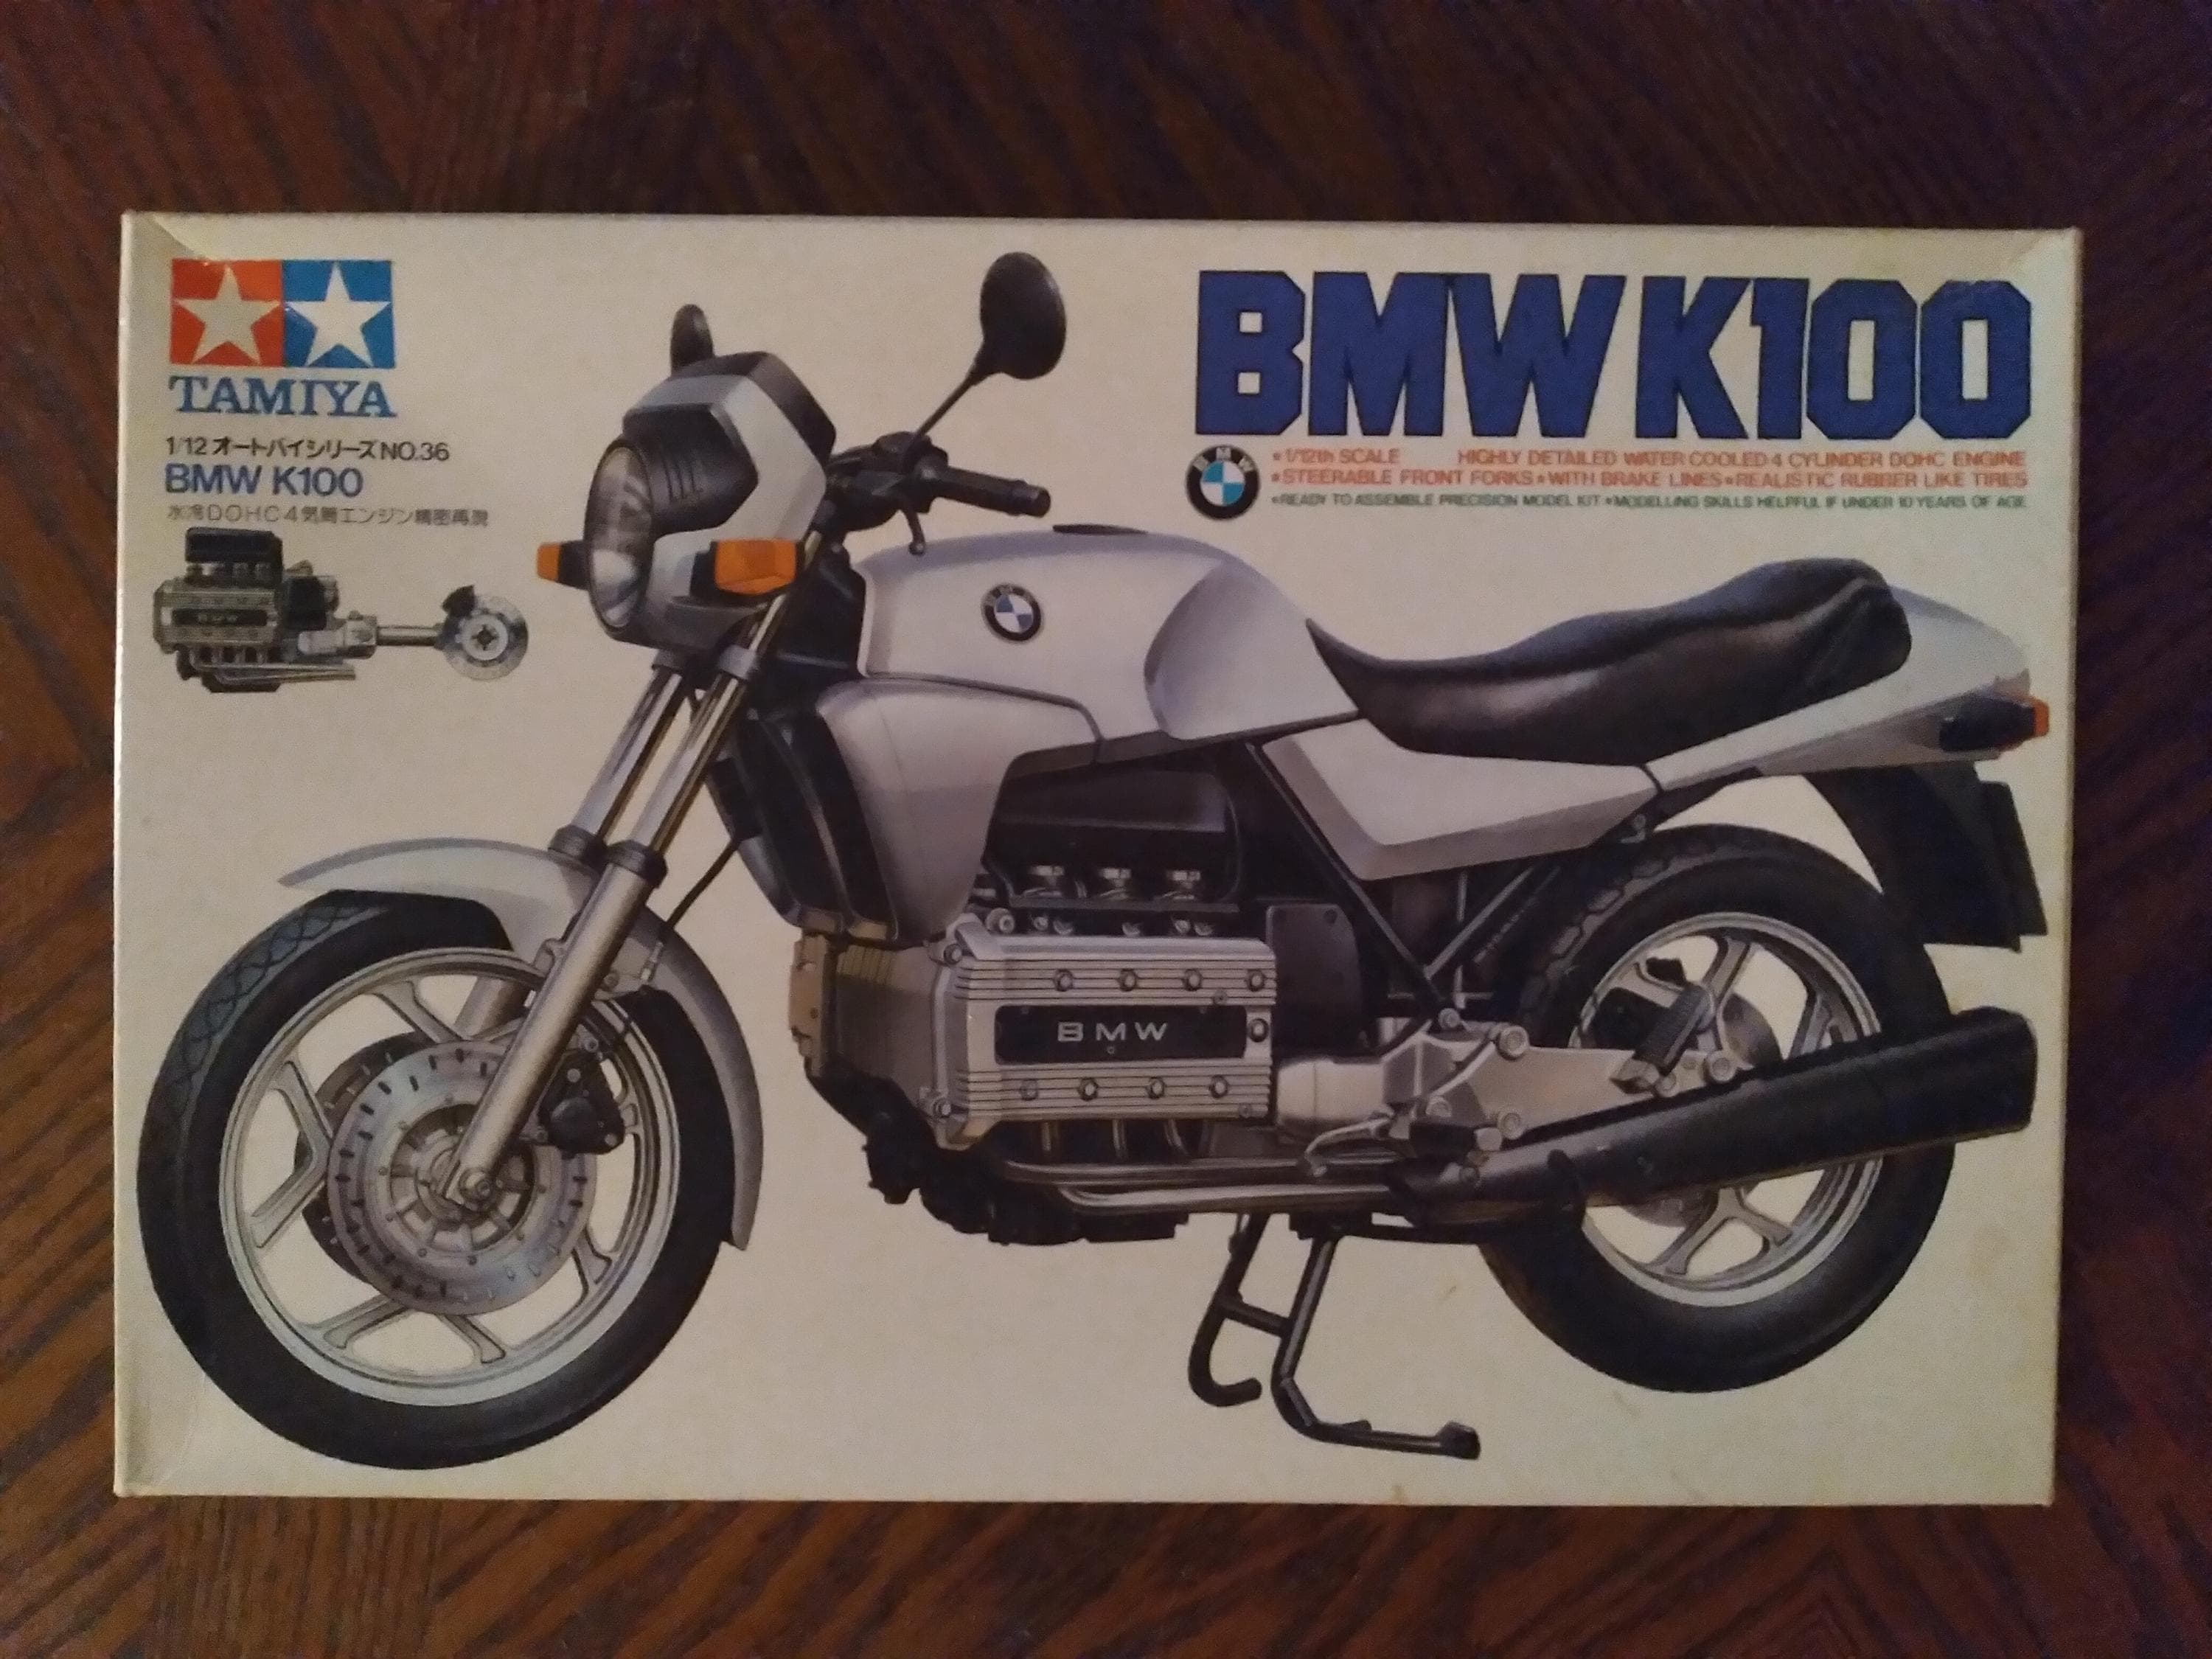 TAMIYA
1/12 オートバイシリーズ NO.36
BMW K100
水冷DOHC4気筒エンジン精密再現
BMW
BMW K100
BMW
•1/12th SCALE HIGHLY DETAILED WATER COOLED 4 CYLINDER DOHC ENGINE
•STEERABLE FRONT FORKS •WITH BRAKE LINES •REALISTIC RUBBER LIKE TIRES
•READY TO ASSEMBLE PRECISION MODEL KIT •MODELLING SKILLS HELPFUL IF UNDER 10 YEARS OF AGE
BMW
BMW